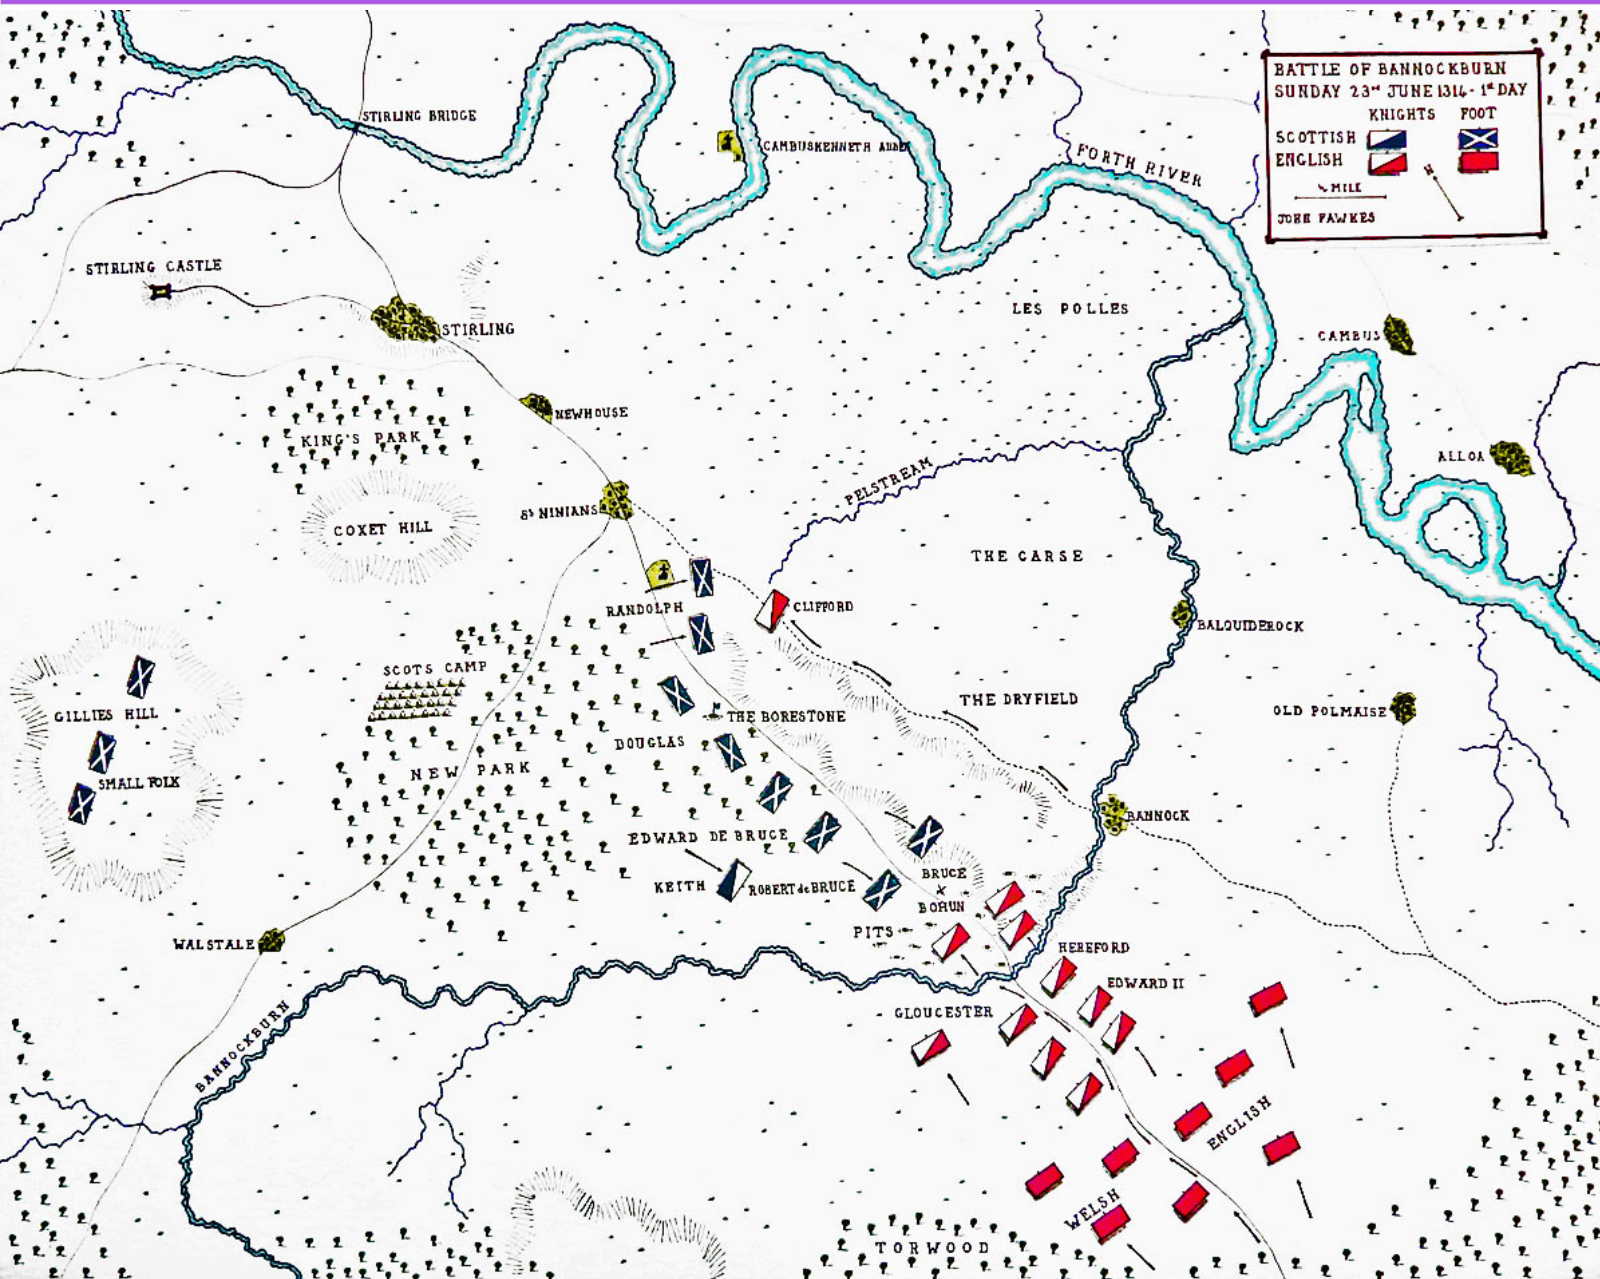 BATTLE OF BANNOCKBURN
SUNDAY 23rd JUNE 1314 - 1st DAY
KNIGHTS FOOT
SCOTTISH
ENGLISH
N
¼ MILE
JOHN FAWKES
STIRLING BRIDGE
CAMBUSKENNETH ABBEY
FORTH RIVER
STIRLING CASTLE
STIRLING
LES POLLES
CAMBUS
NEWHOUSE
KING'S PARK
ALLOA
PELSTREAM
St NINIANS
COXET HILL
THE CARSE
RANDOLPH
CLIFFORD
BALQUIDEROCK
SCOTS CAMP
THE DRYFIELD
OLD POLMAISE
GILLIES HILL
THE BORESTONE
DOUGLAS
NEW PARK
SMALL FOLK
BANNOCK
EDWARD DE BRUCE
BRUCE
X
BOHUN
KEITH
ROBERT de BRUCE
PITS
WALSTALE
HEREFORD
EDWARD II
GLOUCESTER
BANNOCKBURN
ENGLISH
WELSH
TORWOOD